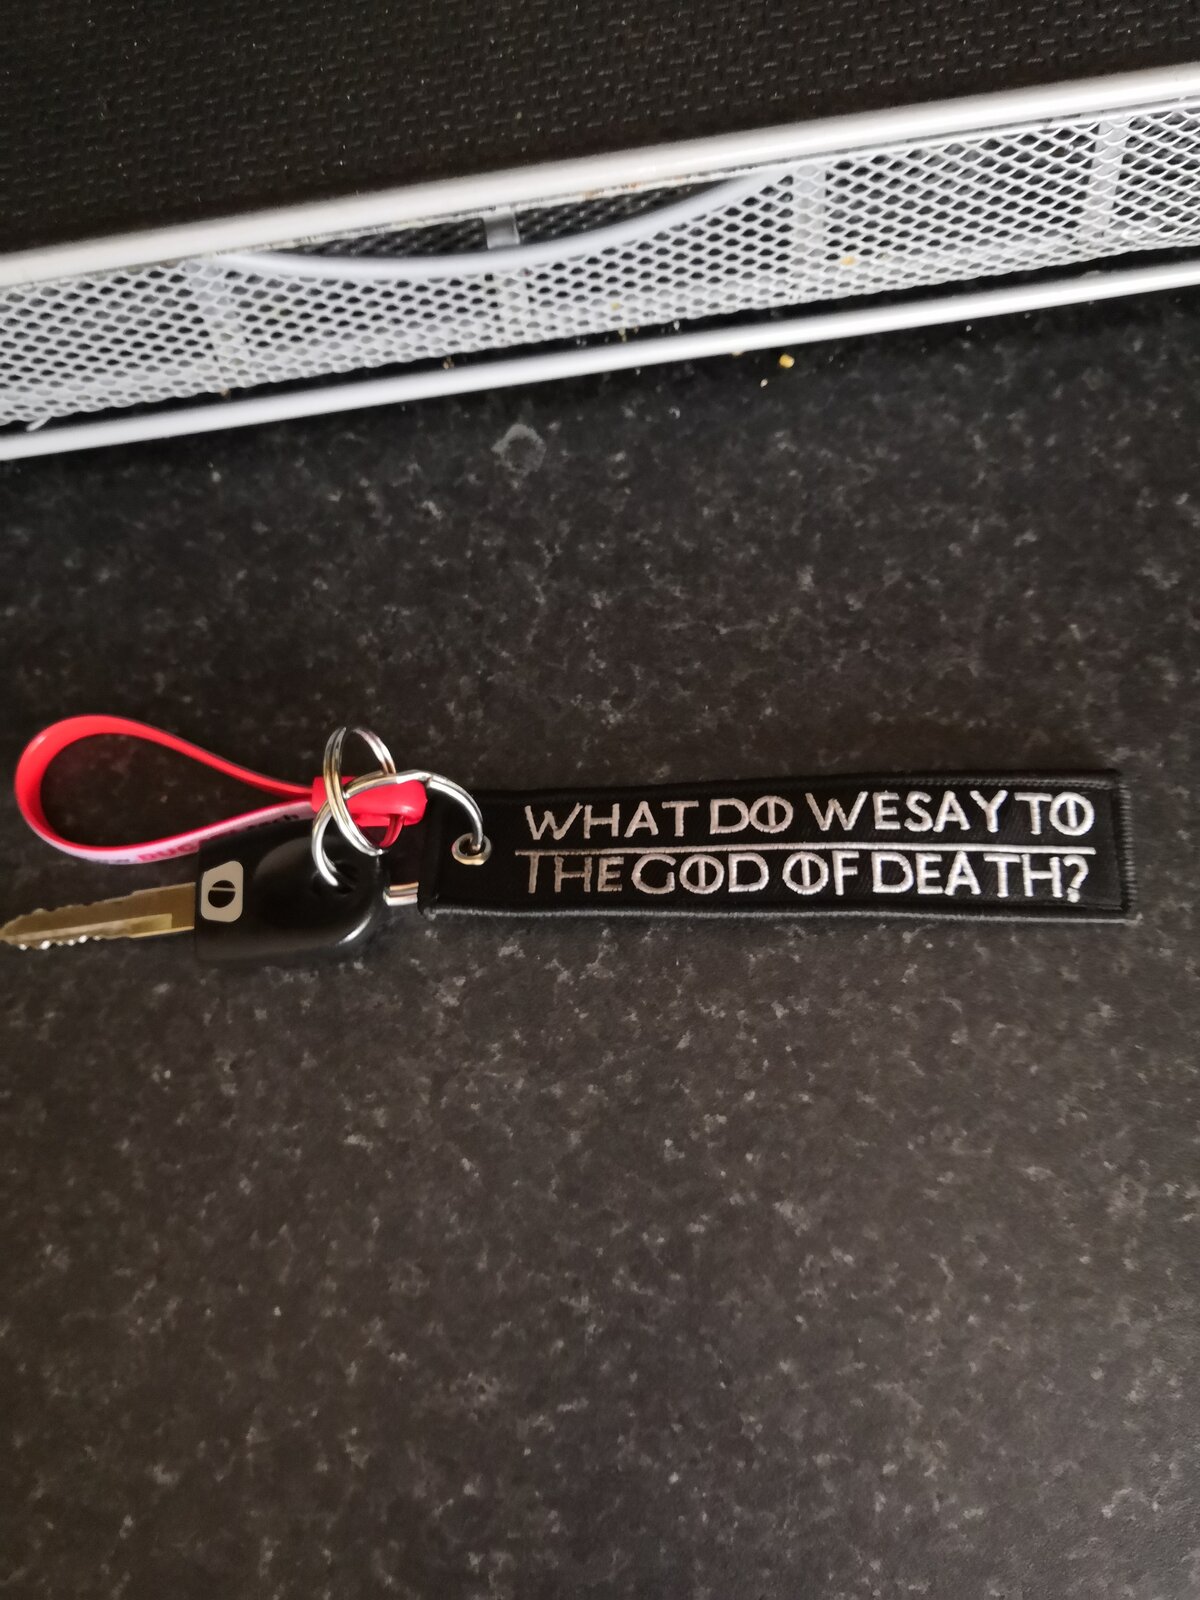 WHAT DO WE SAY TO
THE GOD OF DEATH?